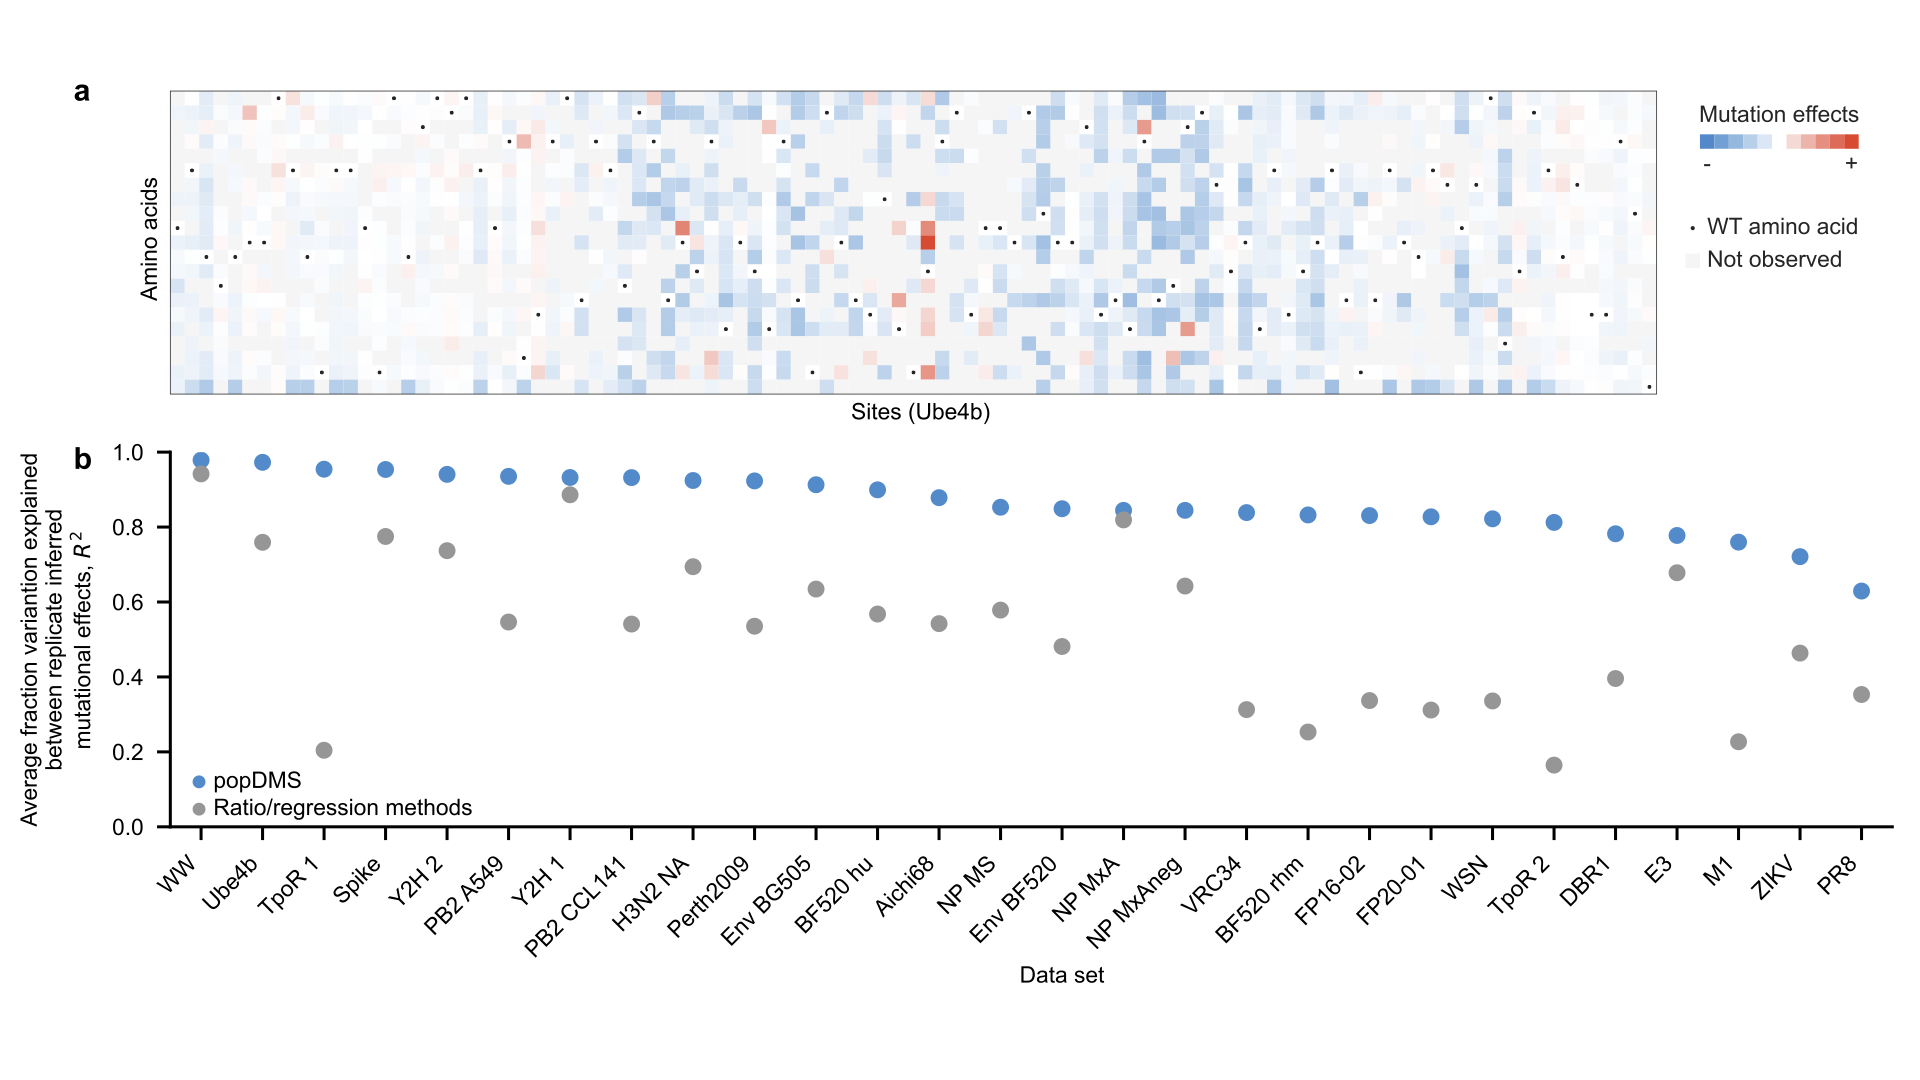 a
Amino acids
Sites (Ube4b)
Mutation effects
- +
WT amino acid
Not observed
b
Average fraction variantion explained
between replicate inferred
mutational effects, R²
1.0
0.8
0.6
0.4
0.2
0.0
popDMS
Ratio/regression methods
WW
Ube4b
TpoR 1
Spike
Y2H 2
PB2 A549
Y2H 1
PB2 CCL141
H3N2 NA
Perth2009
Env BG505
BF520 hu
Aichi68
NP MS
Env BF520
NP MxA
NP MxAneg
VRC34
BF520 rhm
FP16-02
FP20-01
WSN
TpoR 2
DBR1
E3
M1
ZIKV
PR8
Data set